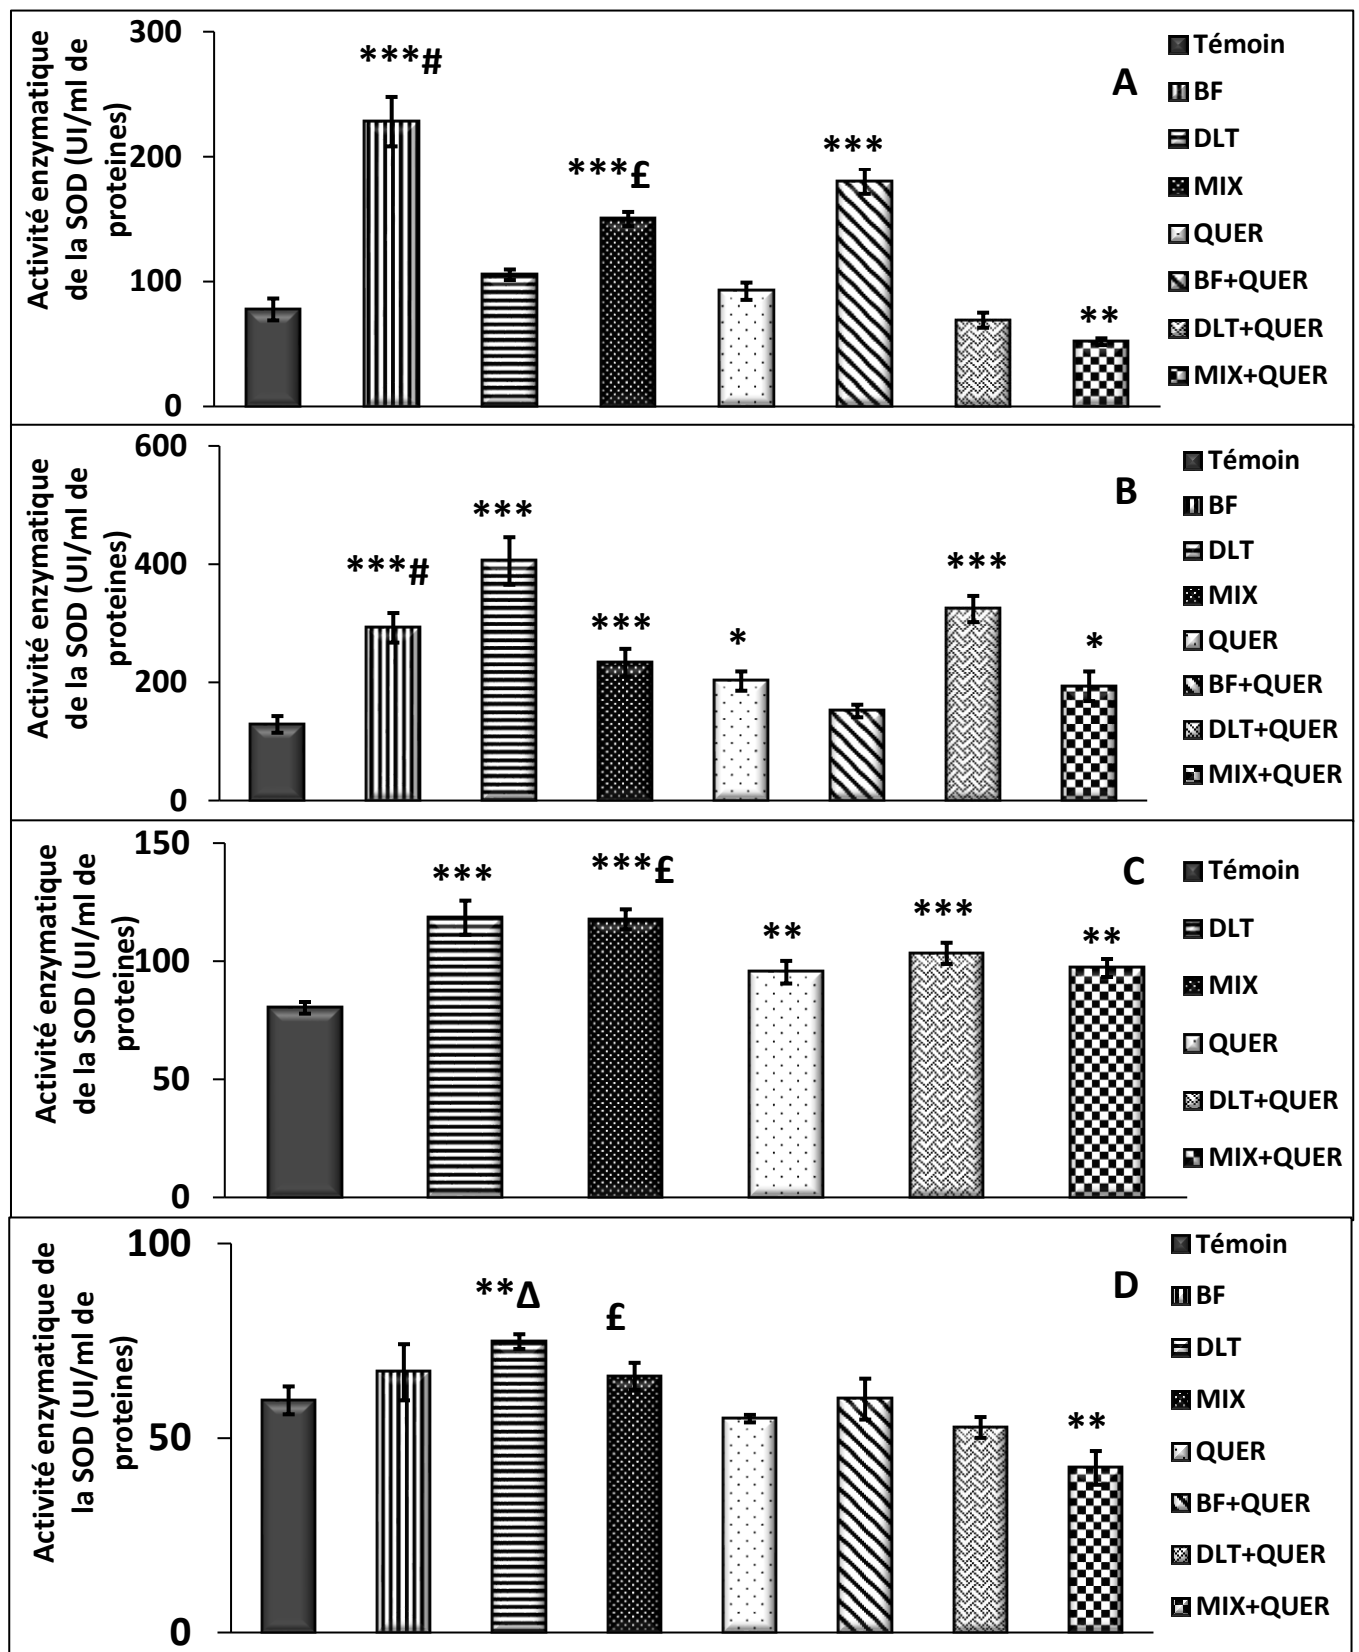 Activité enzymatique
de la SOD (UI/ml de
proteines)
300
200
100
0
***#
***£
***
**
A
Témoin
BF
DLT
MIX
QUER
BF+QUER
DLT+QUER
MIX+QUER
Activité enzymatique
de la SOD (UI/ml de
proteines)
600
400
200
0
***#
***
***
*
***
*
B
Témoin
BF
DLT
MIX
QUER
BF+QUER
DLT+QUER
MIX+QUER
Activité enzymatique
de la SOD (UI/ml de
proteines)
150
100
50
0
***
***£
**
***
**
C
Témoin
DLT
MIX
QUER
DLT+QUER
MIX+QUER
Activité enzymatique de
la SOD (UI/ml de
proteines)
100
50
0
**Δ
£
**
D
Témoin
BF
DLT
MIX
QUER
BF+QUER
DLT+QUER
MIX+QUER